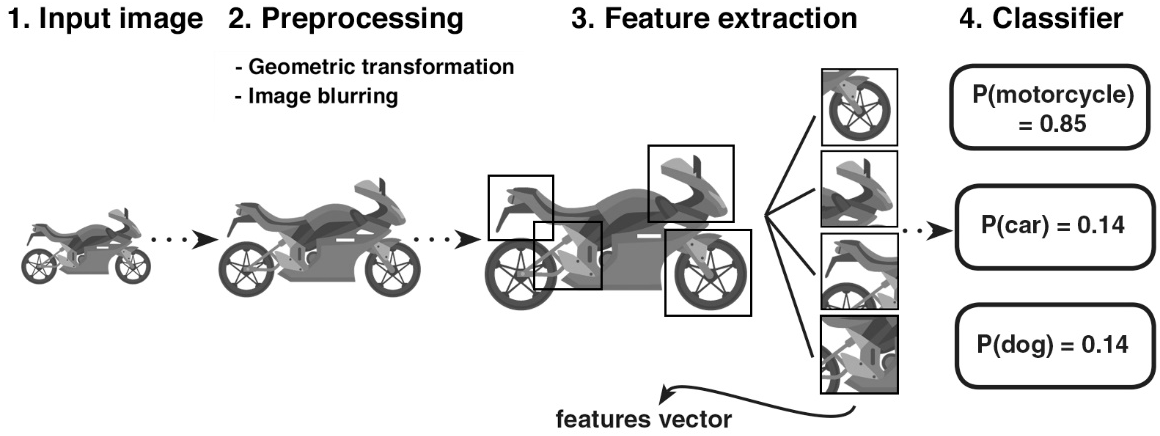 1. Input image
2. Preprocessing
3. Feature extraction
4. Classifier
- Geometric transformation
- Image blurring
P(motorcycle)
= 0.85
P(car) = 0.14
P(dog) = 0.14
features vector